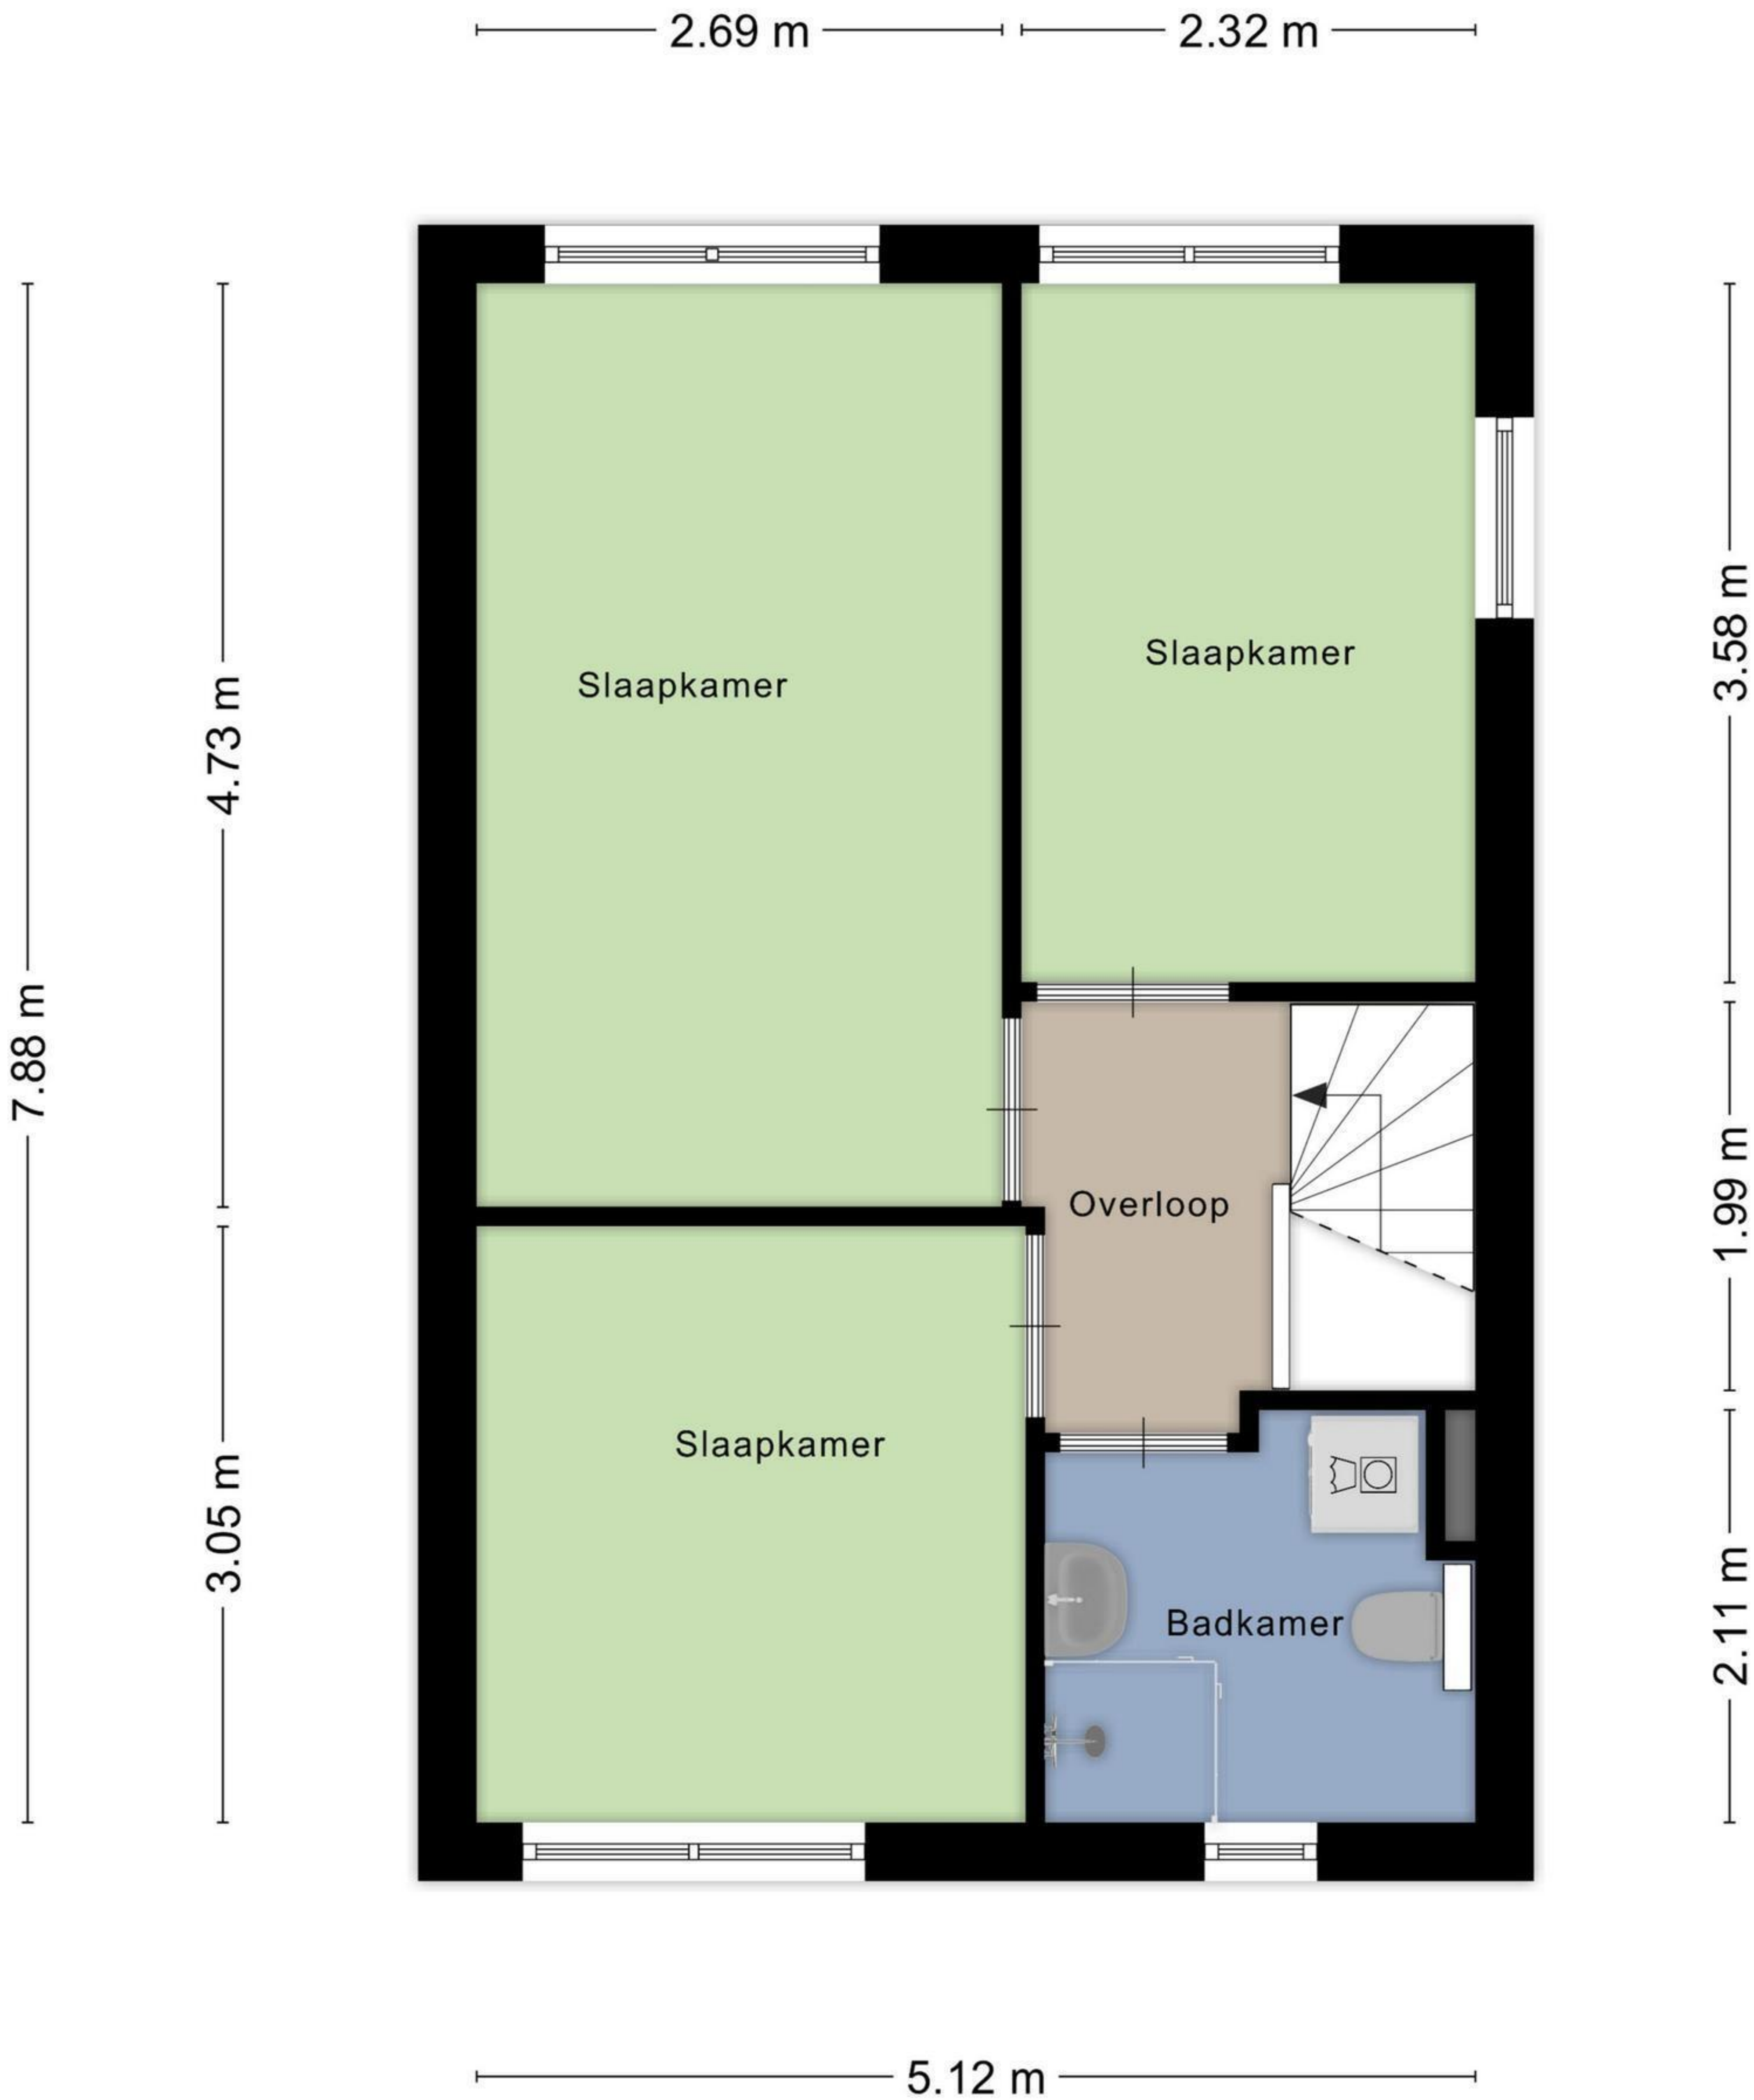 2.69 m
2.32 m
Slaapkamer
Slaapkamer
3.58 m
4.73 m
7.88 m
Overloop
1.99 m
Slaapkamer
3.05 m
Badkamer
2.11 m
5.12 m